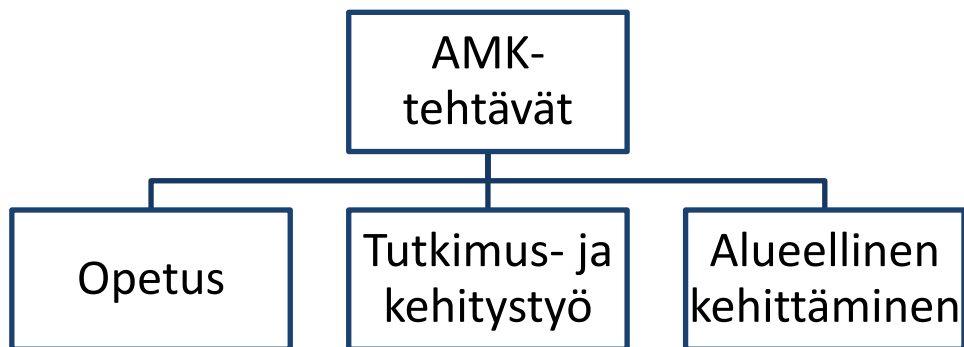 AMK-
tehtävät
Opetus
Tutkimus- ja
kehitystyö
Alueellinen
kehittäminen